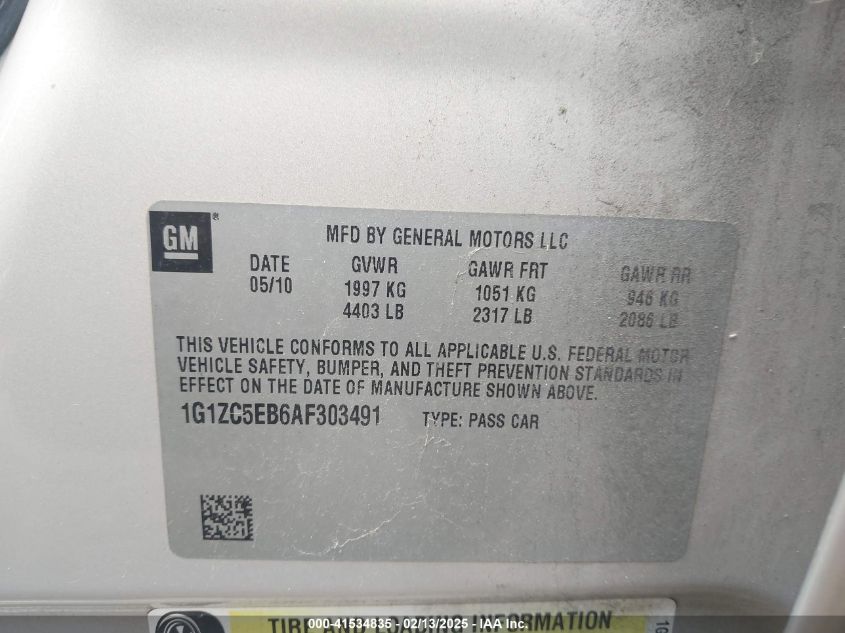 GM®
MFD BY GENERAL MOTORS LLC
DATE GVWR GAWR FRT GAWR RR
05/10 1997 KG 1051 KG 946 KG
4403 LB 2317 LB 2086 LB
THIS VEHICLE CONFORMS TO ALL APPLICABLE U.S. FEDERAL MOTOR
VEHICLE SAFETY, BUMPER, AND THEFT PREVENTION STANDARDS IN
EFFECT ON THE DATE OF MANUFACTURE SHOWN ABOVE.
1G1ZC5EB6AF303491 TYPE: PASS CAR
TIRE AND LOADING INFORMATION
000-41534835 - 02/13/2025 - IAA Inc.